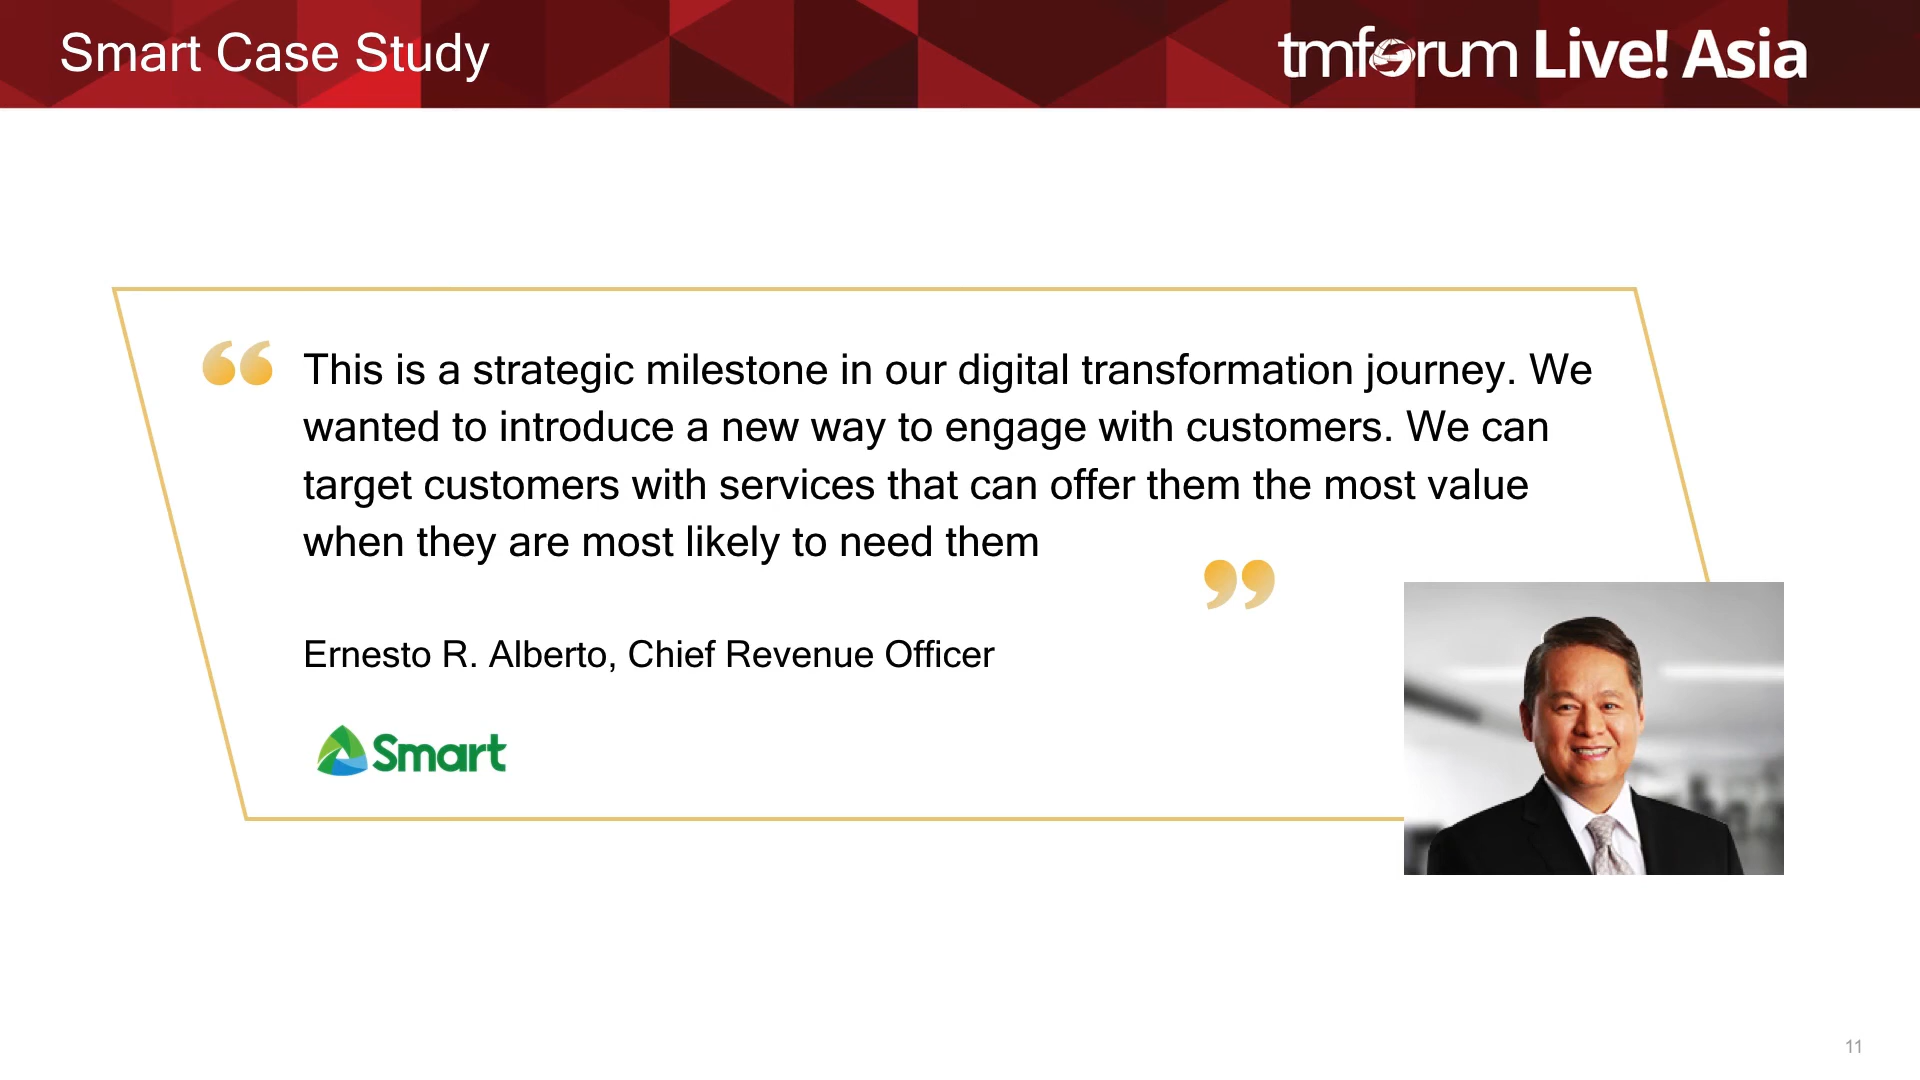 Smart Case Study
tmforum Live! Asia
“ This is a strategic milestone in our digital transformation journey. We
wanted to introduce a new way to engage with customers. We can
target customers with services that can offer them the most value
when they are most likely to need them
”
Ernesto R. Alberto, Chief Revenue Officer
Smart
11